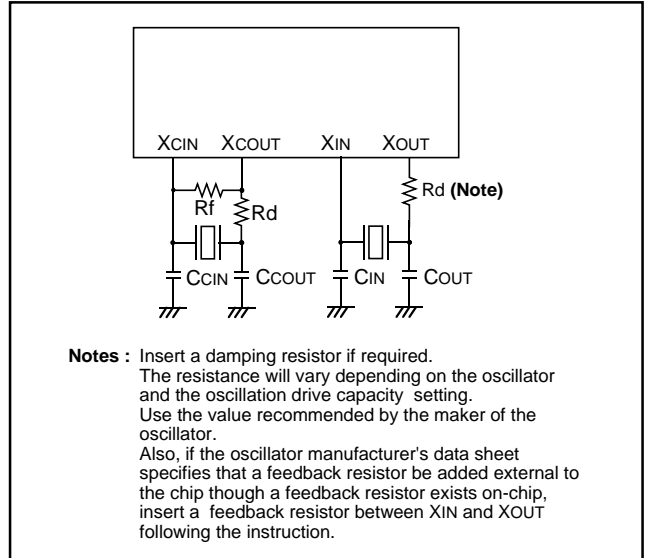 XCIN XCOUT XIN XOUT
Rf Rd Rd (Note)
CCIN CCOUT CIN COUT
Notes : Insert a damping resistor if required.
The resistance will vary depending on the oscillator
and the oscillation drive capacity setting.
Use the value recommended by the maker of the
oscillator.
Also, if the oscillator manufacturer's data sheet
specifies that a feedback resistor be added external to
the chip though a feedback resistor exists on-chip,
insert a feedback resistor between XIN and XOUT
following the instruction.